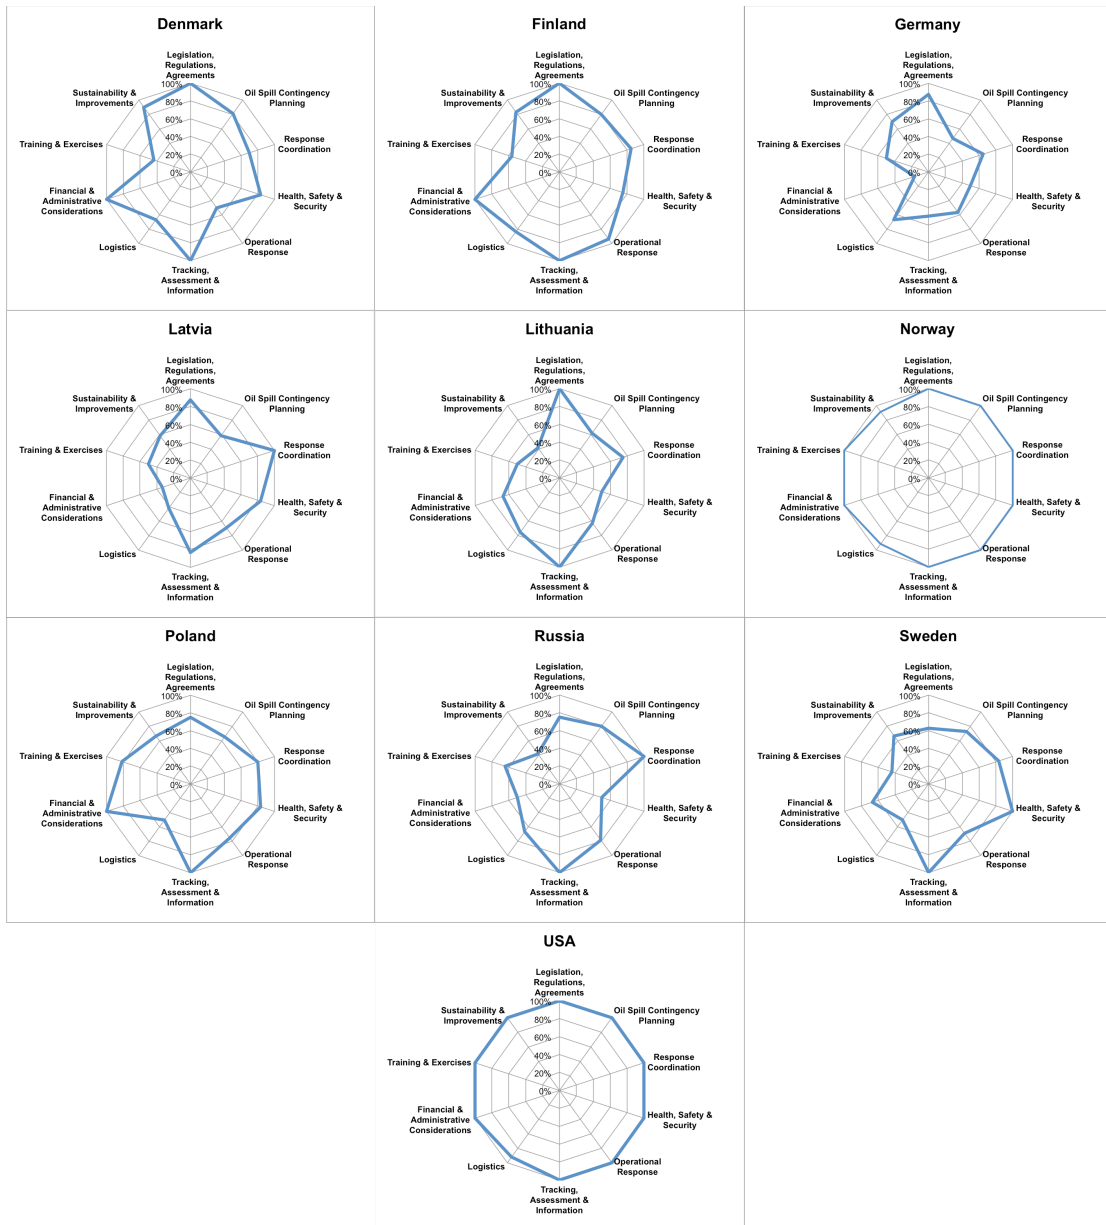 Denmark
Legislation,
Regulations,
Agreements
Oil Spill Contingency
Planning
Response
Coordination
Health, Safety &
Security
Operational
Response
Tracking,
Assessment &
Information
Logistics
Financial &
Administrative
Considerations
Training & Exercises
Sustainability &
Improvements
100%
80%
60%
40%
20%
0%
Finland
Legislation,
Regulations,
Agreements
Oil Spill Contingency
Planning
Response
Coordination
Health, Safety &
Security
Operational
Response
Tracking,
Assessment &
Information
Logistics
Financial &
Administrative
Considerations
Training & Exercises
Sustainability &
Improvements
100%
80%
60%
40%
20%
0%
Germany
Legislation,
Regulations,
Agreements
Oil Spill Contingency
Planning
Response
Coordination
Health, Safety &
Security
Operational
Response
Tracking,
Assessment &
Information
Logistics
Financial &
Administrative
Considerations
Training & Exercises
Sustainability &
Improvements
100%
80%
60%
40%
20%
0%
Latvia
Legislation,
Regulations,
Agreements
Oil Spill Contingency
Planning
Response
Coordination
Health, Safety &
Security
Operational
Response
Tracking,
Assessment &
Information
Logistics
Financial &
Administrative
Considerations
Training & Exercises
Sustainability &
Improvements
100%
80%
60%
40%
20%
0%
Lithuania
Legislation,
Regulations,
Agreements
Oil Spill Contingency
Planning
Response
Coordination
Health, Safety &
Security
Operational
Response
Tracking,
Assessment &
Information
Logistics
Financial &
Administrative
Considerations
Training & Exercises
Sustainability &
Improvements
100%
80%
60%
40%
20%
0%
Norway
Legislation,
Regulations,
Agreements
Oil Spill Contingency
Planning
Response
Coordination
Health, Safety &
Security
Operational
Response
Tracking,
Assessment &
Information
Logistics
Financial &
Administrative
Considerations
Training & Exercises
Sustainability &
Improvements
100%
80%
60%
40%
20%
0%
Poland
Legislation,
Regulations,
Agreements
Oil Spill Contingency
Planning
Response
Coordination
Health, Safety &
Security
Operational
Response
Tracking,
Assessment &
Information
Logistics
Financial &
Administrative
Considerations
Training & Exercises
Sustainability &
Improvements
100%
80%
60%
40%
20%
0%
Russia
Legislation,
Regulations,
Agreements
Oil Spill Contingency
Planning
Response
Coordination
Health, Safety &
Security
Operational
Response
Tracking,
Assessment &
Information
Logistics
Financial &
Administrative
Considerations
Training & Exercises
Sustainability &
Improvements
100%
80%
60%
40%
20%
0%
Sweden
Legislation,
Regulations,
Agreements
Oil Spill Contingency
Planning
Response
Coordination
Health, Safety &
Security
Operational
Response
Tracking,
Assessment &
Information
Logistics
Financial &
Administrative
Considerations
Training & Exercises
Sustainability &
Improvements
100%
80%
60%
40%
20%
0%
USA
Legislation,
Regulations,
Agreements
Oil Spill Contingency
Planning
Response
Coordination
Health, Safety &
Security
Operational
Response
Tracking,
Assessment &
Information
Logistics
Financial &
Administrative
Considerations
Training & Exercises
Sustainability &
Improvements
100%
80%
60%
40%
20%
0%